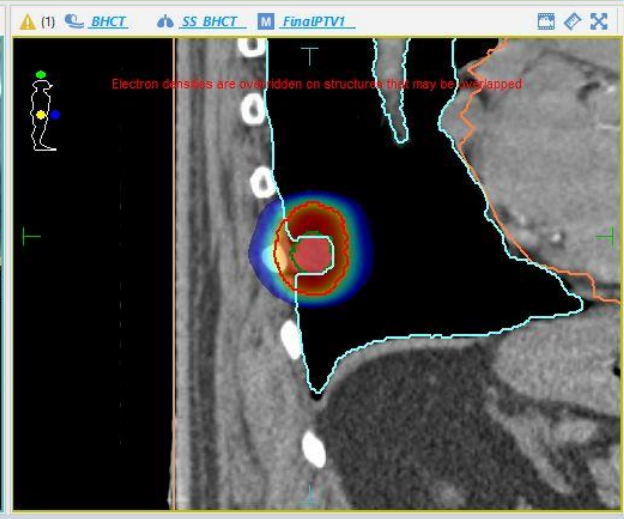 (1) BHCT SS BHCT M FinalPTV1
Electron densities are overridden on structures that may be overlapped